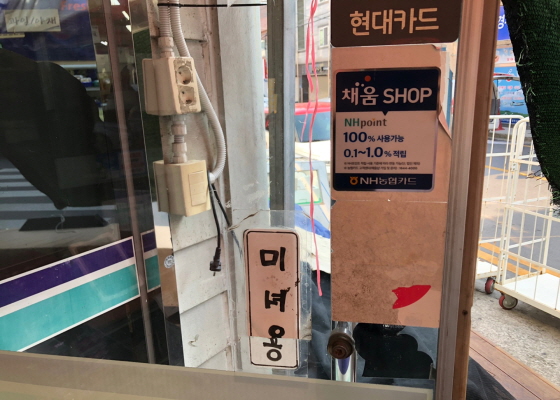 현대카드
채움 SHOP
NHpoint
100% 사용가능
0.1~1.0% 적립
NH농협카드
미
녀
용